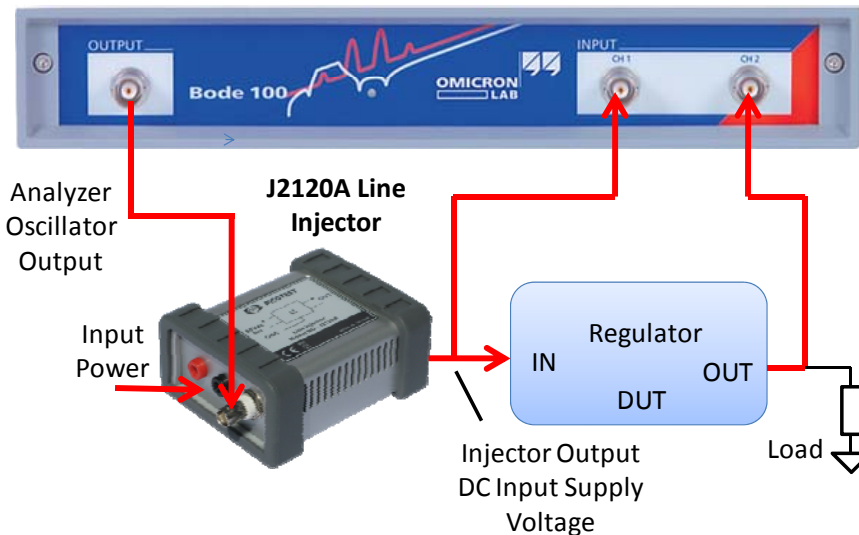 OUTPUT
INPUT
CH 1
CH 2
Bode 100
OMICRON
LAB
Analyzer
Oscillator
Output
J2120A Line
Injector
PICOTEST
Input
Power
IN
Regulator
OUT
DUT
Load
Injector Output
DC Input Supply
Voltage